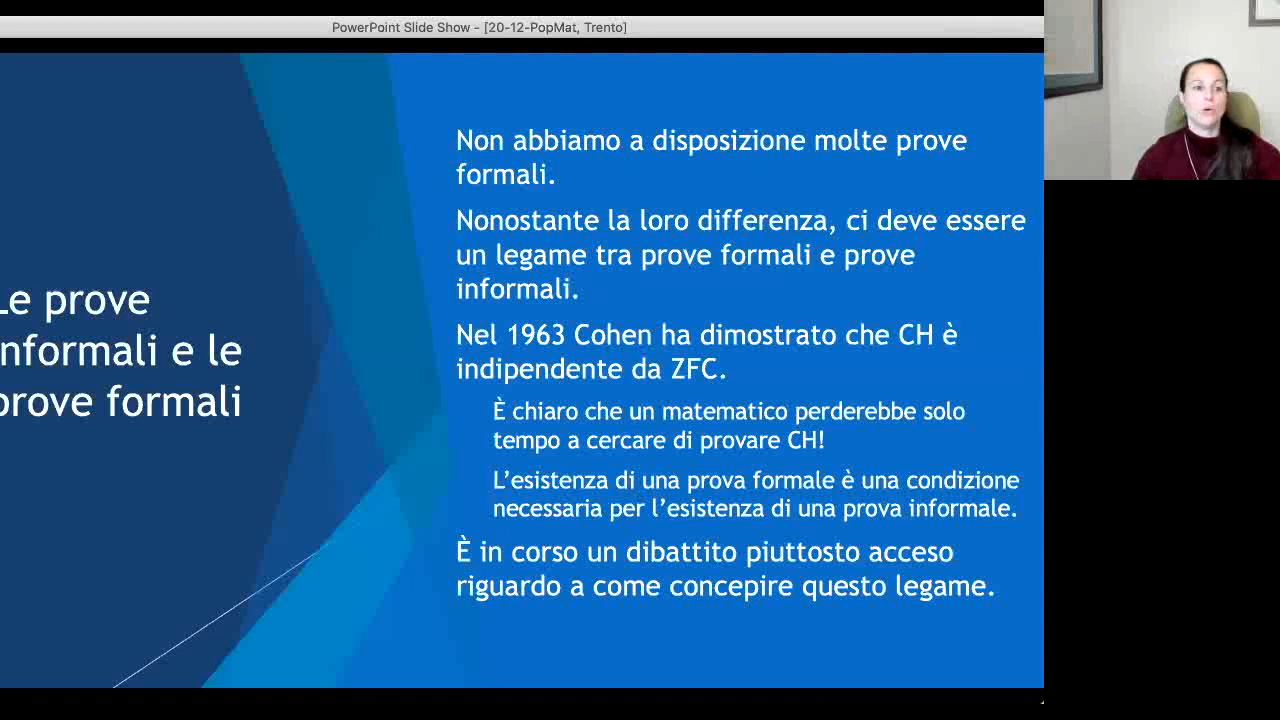 PowerPoint Slide Show - [20-12-PopMat, Trento]
Le prove
nformali e le
prove formali
Non abbiamo a disposizione molte prove
formali.
Nonostante la loro differenza, ci deve essere
un legame tra prove formali e prove
informali.
Nel 1963 Cohen ha dimostrato che CH è
indipendente da ZFC.
È chiaro che un matematico perderebbe solo
tempo a cercare di provare CH!
L’esistenza di una prova formale è una condizione
necessaria per l’esistenza di una prova informale.
È in corso un dibattito piuttosto acceso
riguardo a come concepire questo legame.